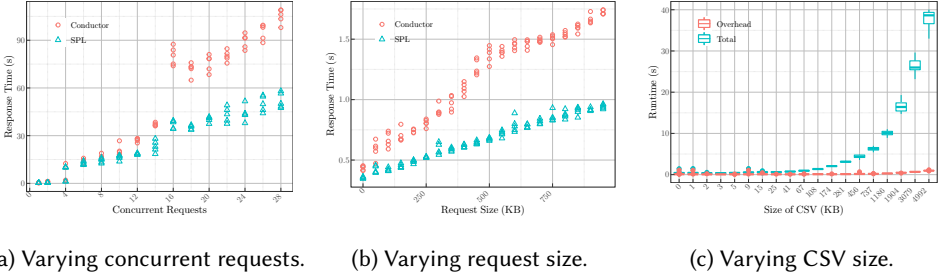 90
60
30
0
0
4
8
12
16
20
24
28
Response Time (s)
Concurrent Requests
Conductor
SPL
1.5
1.0
0.5
0
250
500
750
Response Time (s)
Request Size (KB)
Conductor
SPL
40
30
20
10
0
0
1
2
3
5
9
15
25
41
67
108
174
281
456
737
1186
1904
3079
4992
Runtime (s)
Size of CSV (KB)
Overhead
Total
a) Varying concurrent requests.
(b) Varying request size.
(c) Varying CSV size.